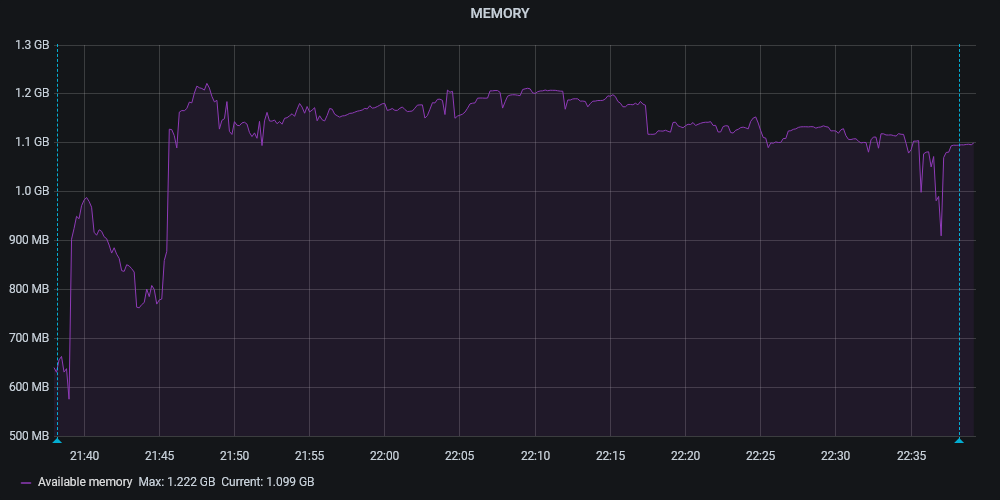 MEMORY
1.3 GB
1.2 GB
1.1 GB
1.0 GB
900 MB
800 MB
700 MB
600 MB
500 MB
21:40 21:45 21:50 21:55 22:00 22:05 22:10 22:15 22:20 22:25 22:30 22:35
Available memory Max: 1.222 GB Current: 1.099 GB